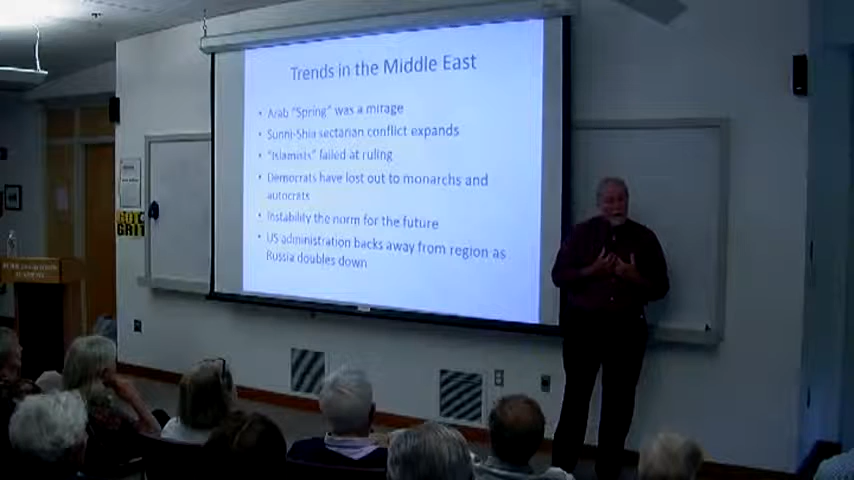 Trends in the Middle East
• Arab "Spring" was a mirage
• Sunni-Shia sectarian conflict expands
• "Islamists" failed at ruling
• Democrats have lost out to monarchs and
autocrats
• Instability the norm for the future
• US administration backs away from region as
Russia doubles down
GOT
GRIT